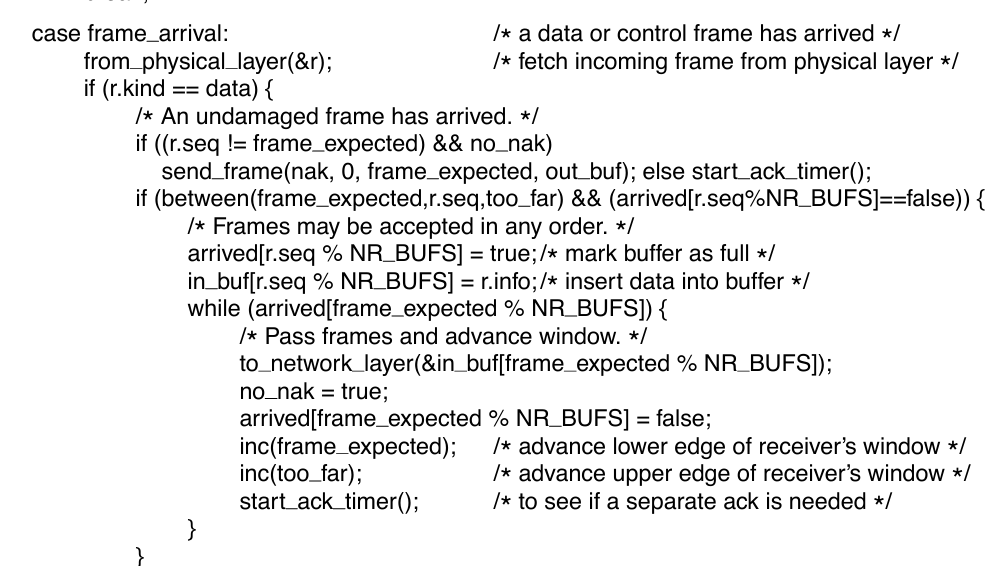 case frame_arrival: /* a data or control frame has arrived */
from_physical_layer(&r); /* fetch incoming frame from physical layer */
if (r.kind == data) {
/* An undamaged frame has arrived. */
if ((r.seq != frame_expected) && no_nak)
send_frame(nak, 0, frame_expected, out_buf); else start_ack_timer();
if (between(frame_expected,r.seq,too_far) && (arrived[r.seq%NR_BUFS]==false)) {
/* Frames may be accepted in any order. */
arrived[r.seq % NR_BUFS] = true; /* mark buffer as full */
in_buf[r.seq % NR_BUFS] = r.info; /* insert data into buffer */
while (arrived[frame_expected % NR_BUFS]) {
/* Pass frames and advance window. */
to_network_layer(&in_buf[frame_expected % NR_BUFS]);
no_nak = true;
arrived[frame_expected % NR_BUFS] = false;
inc(frame_expected); /* advance lower edge of receiver's window */
inc(too_far); /* advance upper edge of receiver's window */
start_ack_timer(); /* to see if a separate ack is needed */
}
}